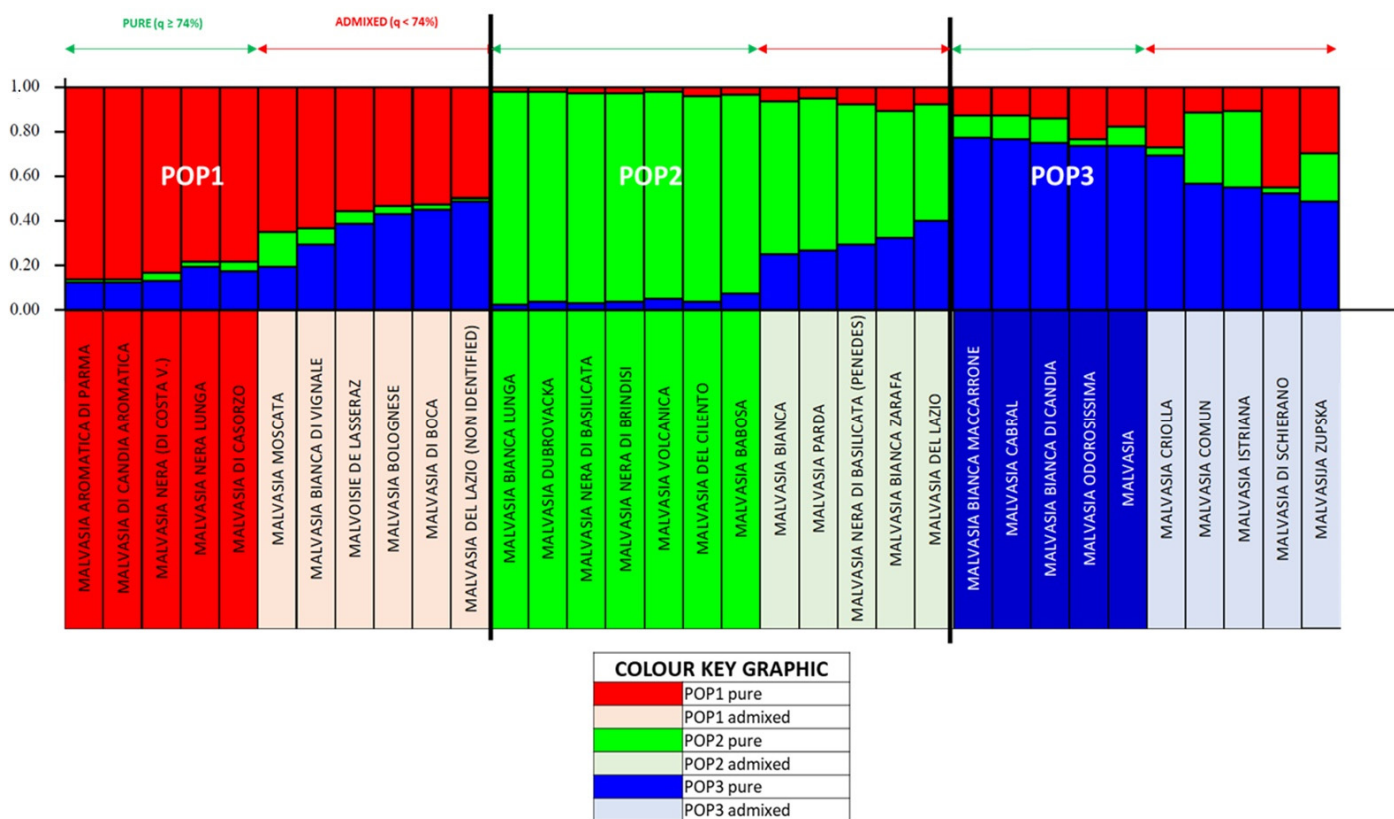 PURE (q ≥ 74%)
ADMIXED (q < 74%)
1.00
0.80
0.60
0.40
0.20
0.00
POP1
POP2
POP3
MALVASIA AROMATICA DI PARMA
MALVASIA DI CANDIA AROMATICA
MALVASIA NERA (DI COSTA V.)
MALVASIA NERA LUNGA
MALVASIA DI CASORZO
MALVASIA MOSCATA
MALVASIA BIANCA DI VIGNALE
MALVOISIE DE LASSERAZ
MALVASIA BOLOGNESE
MALVASIA DI BOCA
MALVASIA DEL LAZIO (NON IDENTIFIED)
MALVASIA BIANCA LUNGA
MALVASIA DUBROVACKA
MALVASIA NERA DI BASILICATA
MALVASIA NERA DI BRINDISI
MALVASIA VOLCANICA
MALVASIA DEL CILENTO
MALVASIA BABOSA
MALVASIA BIANCA
MALVASIA PARDA
MALVASIA NERA DI BASILICATA (PENEDES)
MALVASIA BIANCA ZARAFA
MALVASIA DEL LAZIO
MALVASIA BIANCA MACCARRONE
MALVASIA CABRAL
MALVASIA BIANCA DI CANDIA
MALVASIA ODOROSISSIMA
MALVASIA
MALVASIA CRIOLLA
MALVASIA COMUN
MALVASIA ISTRIANA
MALVASIA DI SCHIERANO
MALVASIJA ZUPSKA
COLOUR KEY GRAPHIC
POP1 pure
POP1 admixed
POP2 pure
POP2 admixed
POP3 pure
POP3 admixed